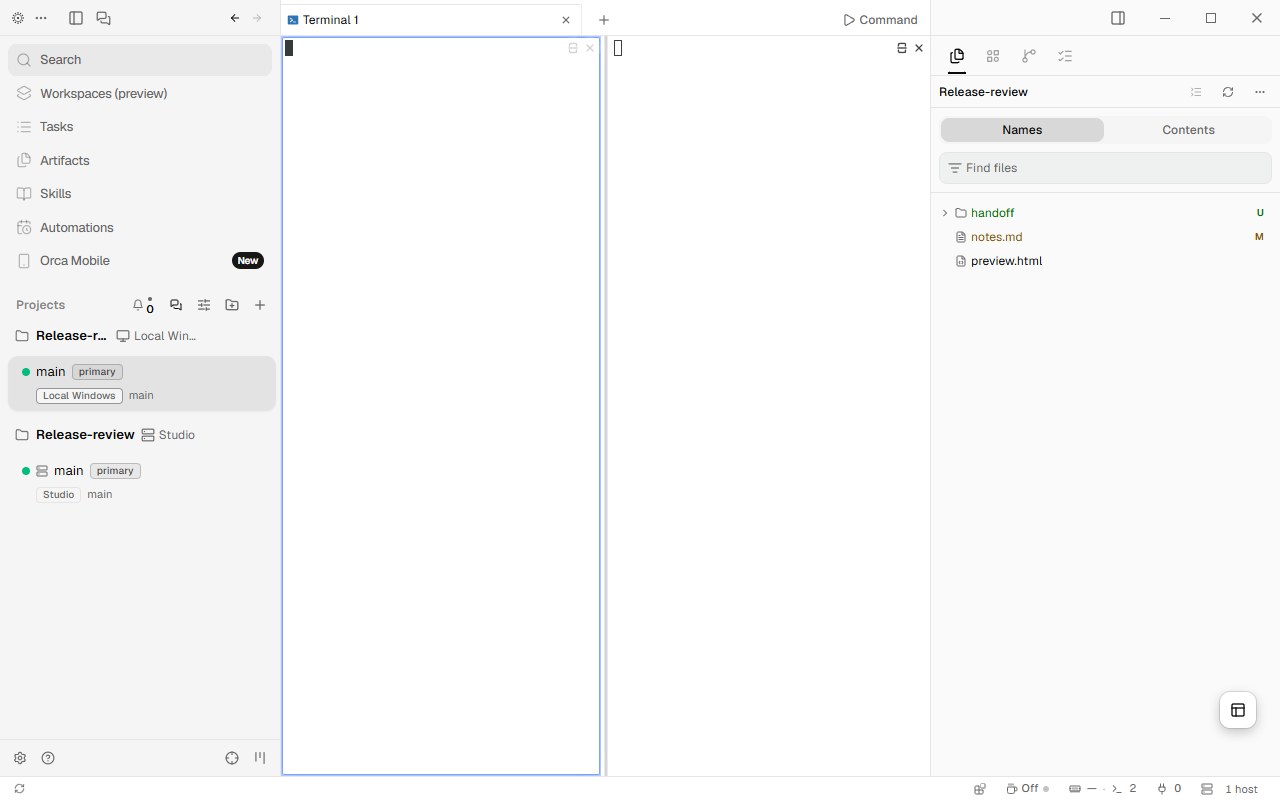 Terminal 1
Command
Search
Workspaces (preview)
Tasks
Artifacts
Skills
Automations
Orca Mobile
New
Projects
0
Release-r...
Local Win...
main
primary
Local Windows
main
Release-review
Studio
main
primary
Studio
main
Release-review
Names
Contents
Find files
handoff
U
notes.md
M
preview.html
Off
2
0
1 host